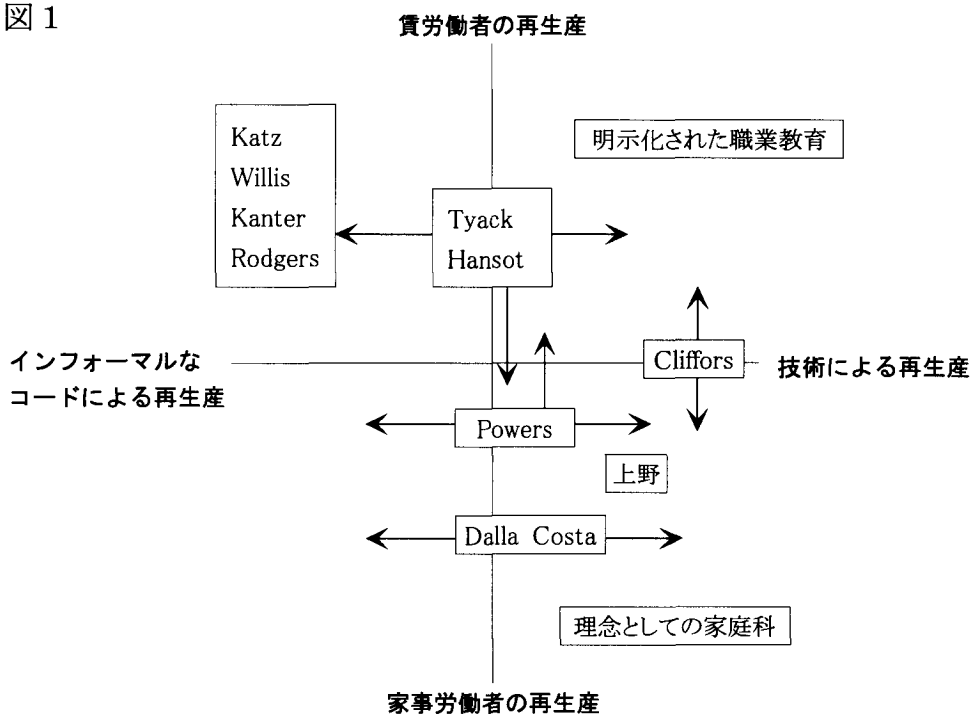 図1
賃労働者の再生産
Katz
Willis
Kanter
Rodgers
明示化された職業教育
Tyack
Hansot
インフォーマルな
コードによる再生産
Cliffors
技術による再生産
Powers
上野
Dalla Costa
理念としての家庭科
家事労働者の再生産